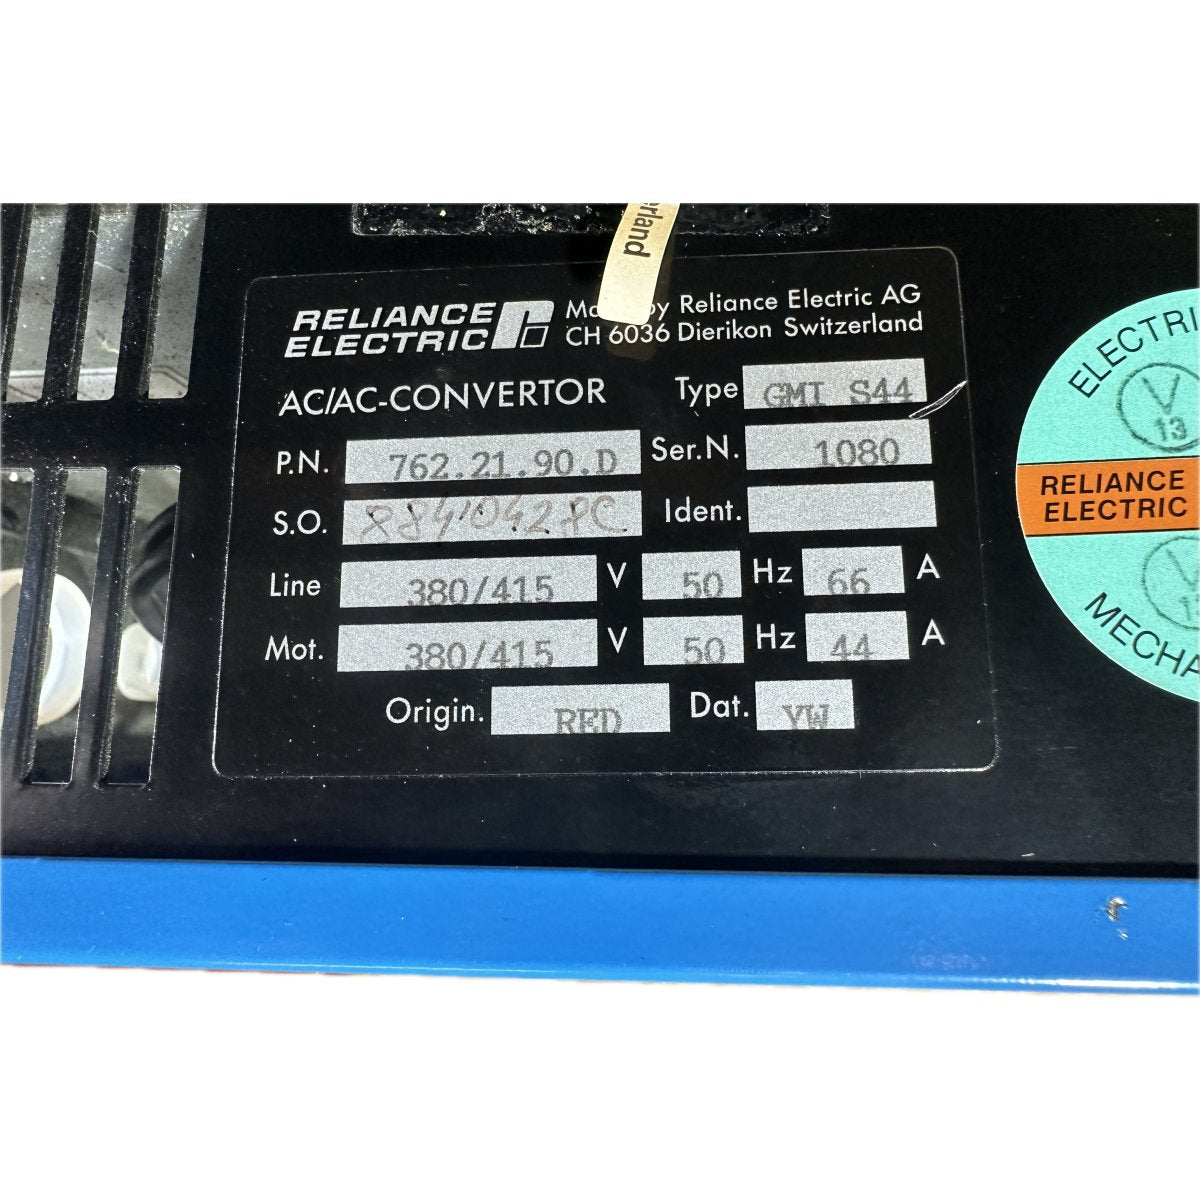 erland
RELIANCE
ELECTRIC
by Reliance Electric AG
CH 6036 Dierikon Switzerland
AC/AC-CONVERTOR
Type GMI S44
P.N. 762.21.90.D
Ser.N. 1080
S.O.
Ident.
Line 380/415 V 50 Hz 66 A
Mot. 380/415 V 50 Hz 44 A
Origin. RED
Dat. YW
ELECTRI
V
13
RELIANCE
ELECTRIC
V
MECHA